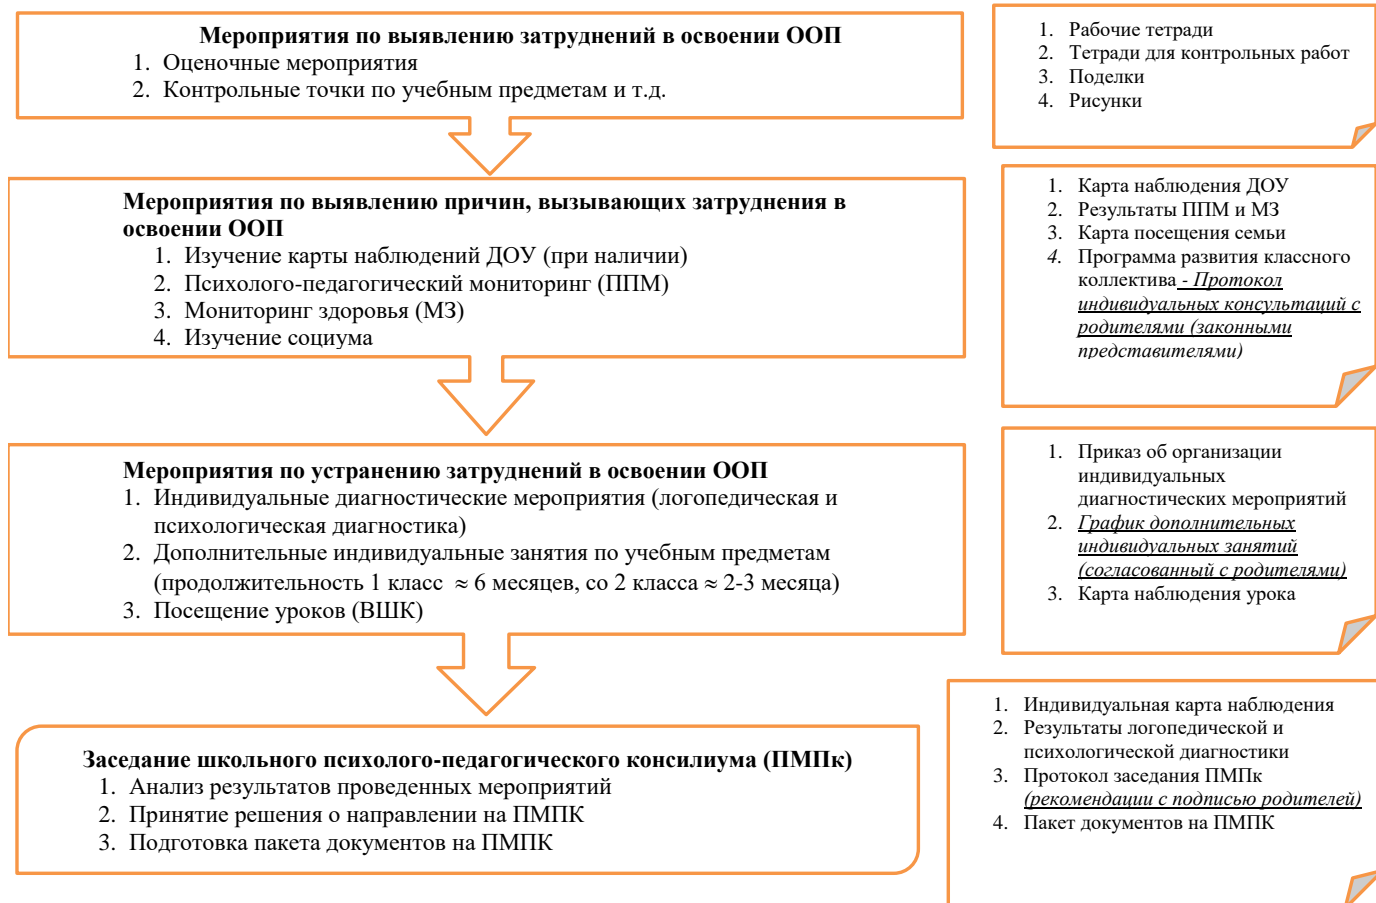 Мероприятия по выявлению затруднений в освоении ООП
1. Оценочные мероприятия
2. Контрольные точки по учебным предметам и т.д.
1. Рабочие тетради
2. Тетради для контрольных работ
3. Поделки
4. Рисунки
Мероприятия по выявлению причин, вызывающих затруднения в
освоении ООП
1. Изучение карты наблюдений ДОУ (при наличии)
2. Психолого-педагогический мониторинг (ППМ)
3. Мониторинг здоровья (МЗ)
4. Изучение социума
1. Карта наблюдения ДОУ
2. Результаты ППМ и МЗ
3. Карта посещения семьи
4. Программа развития классного
коллектива - Протокол
индивидуальных консультаций с
родителями (законными
представителями)
Мероприятия по устранению затруднений в освоении ООП
1. Индивидуальные диагностические мероприятия (логопедическая и
психологическая диагностика)
2. Дополнительные индивидуальные занятия по учебным предметам
(продолжительность 1 класс ≈ 6 месяцев, со 2 класса ≈ 2-3 месяца)
3. Посещение уроков (ВШК)
1. Приказ об организации
индивидуальных
диагностических мероприятий
2. График дополнительных
индивидуальных занятий
(согласованный с родителями)
3. Карта наблюдения урока
Заседание школьного психолого-педагогического консилиума (ПМПк)
1. Анализ результатов проведенных мероприятий
2. Принятие решения о направлении на ПМПК
3. Подготовка пакета документов на ПМПК
1. Индивидуальная карта наблюдения
2. Результаты логопедической и
психологической диагностики
3. Протокол заседания ПМПк
(рекомендации с подписью родителей)
4. Пакет документов на ПМПК